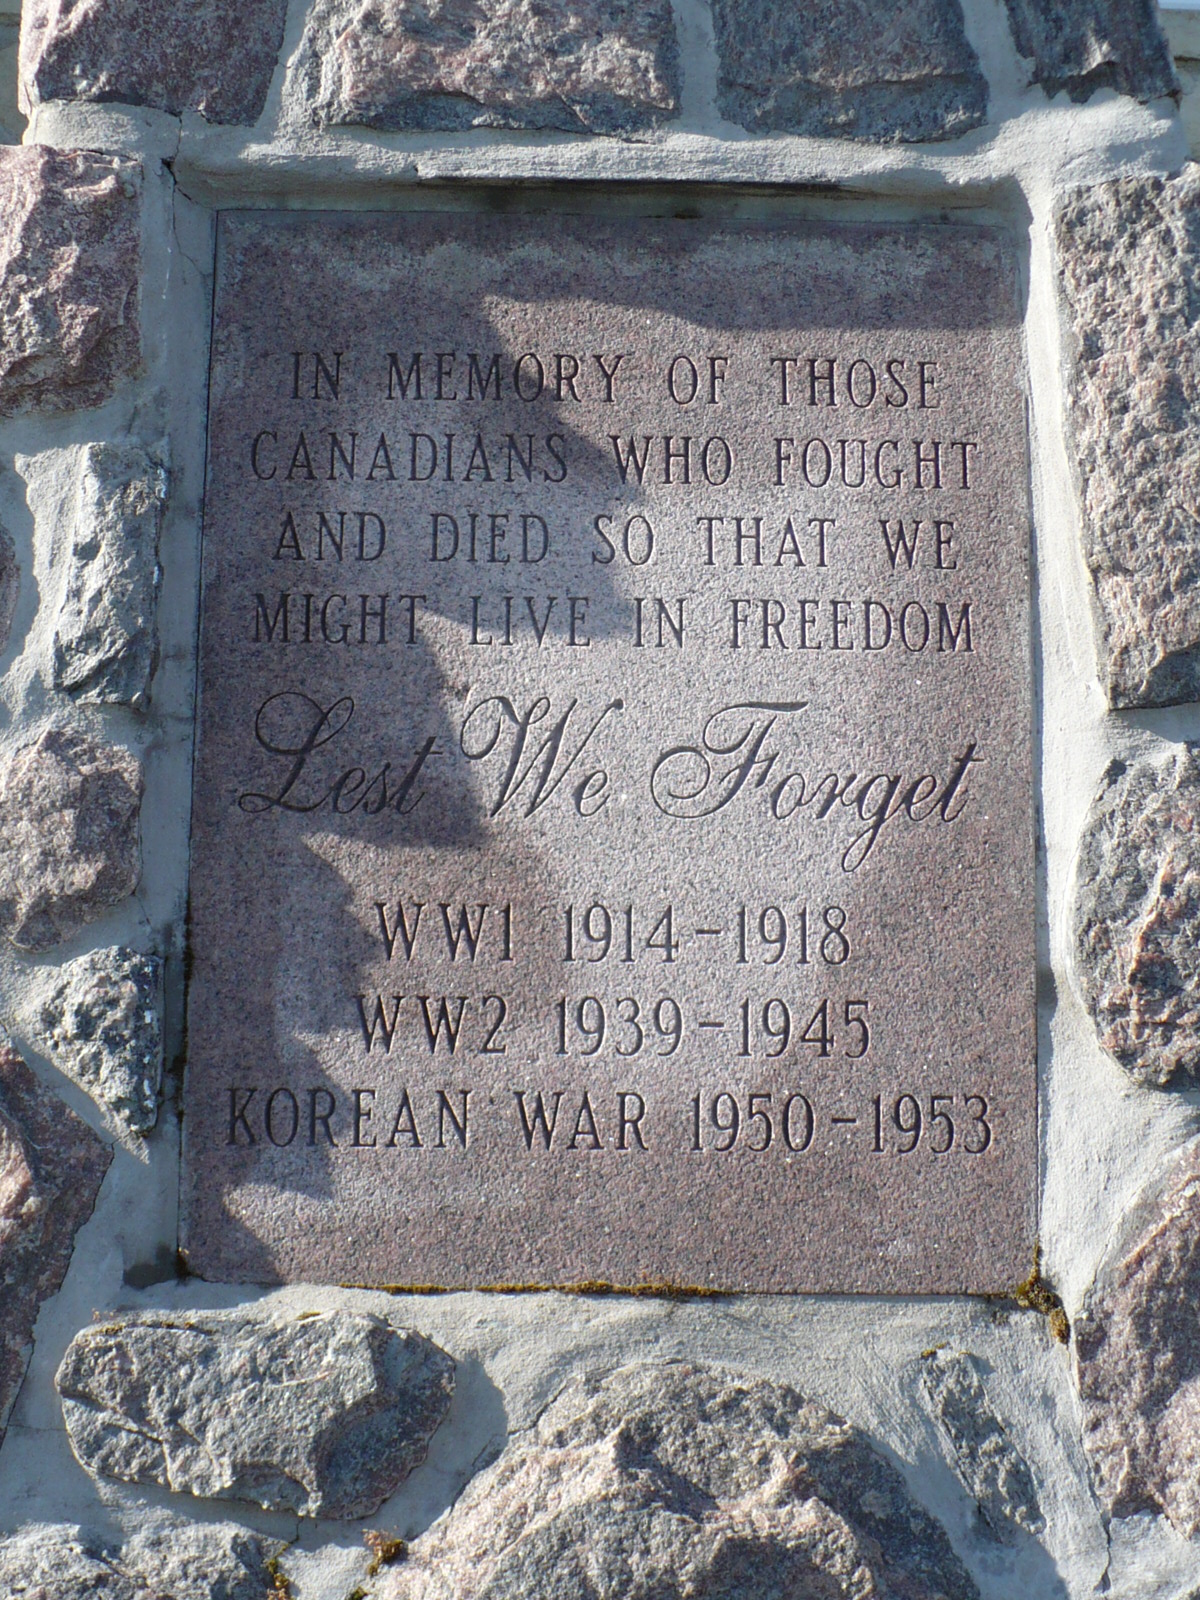 IN MEMORY OF THOSE
CANADIANS WHO FOUGHT
AND DIED SO THAT WE
MIGHT LIVE IN FREEDOM
Lest We Forget
WW1 1914-1918
WW2 1939-1945
KOREAN WAR 1950-1953